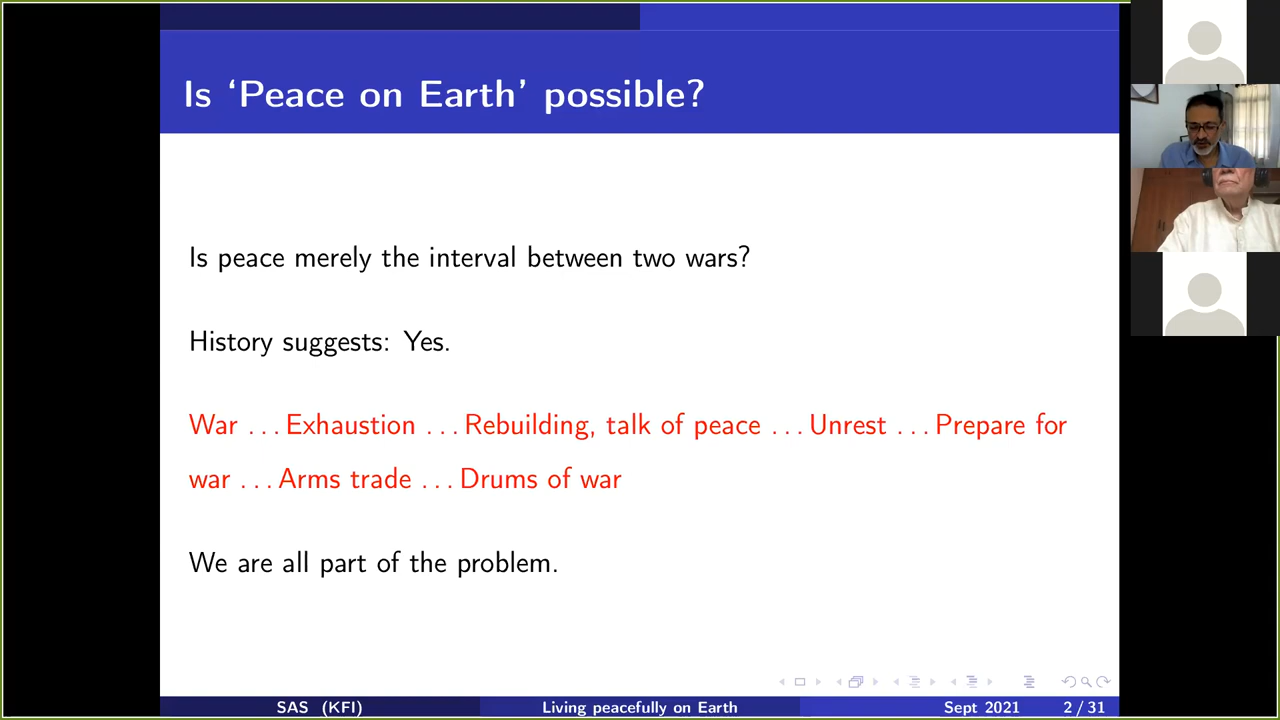 Is ‘Peace on Earth’ possible?
Is peace merely the interval between two wars?
History suggests: Yes.
War ... Exhaustion ... Rebuilding, talk of peace ... Unrest ... Prepare for
war ... Arms trade ... Drums of war
We are all part of the problem.
SAS (KFI) Living peacefully on Earth Sept 2021 2 / 31